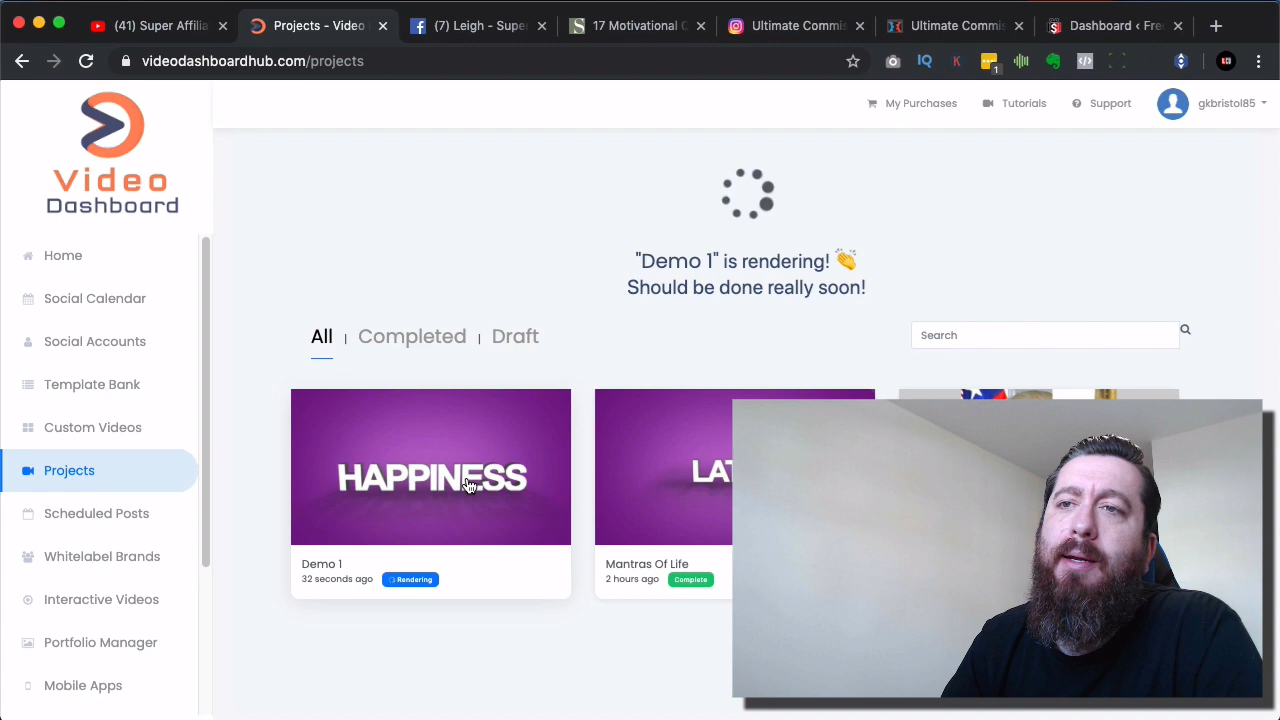 (41) Super Affilia
Projects - Video
(7) Leigh - Supe
17 Motivational
Ultimate Commis
Ultimate Commis
Dashboard ‹ Fre
videodashboardhub.com/projects
IQ
K
1
My Purchases
Tutorials
Support
gkbristol85
Video
Dashboard
Home
Social Calendar
Social Accounts
Template Bank
Custom Videos
Projects
Scheduled Posts
Whitelabel Brands
Interactive Videos
Portfolio Manager
Mobile Apps
"Demo 1" is rendering! 👏
Should be done really soon!
All | Completed | Draft
Search
HAPPINESS
Demo 1
32 seconds ago Rendering
LAT
Mantras Of Life
2 hours ago Complete